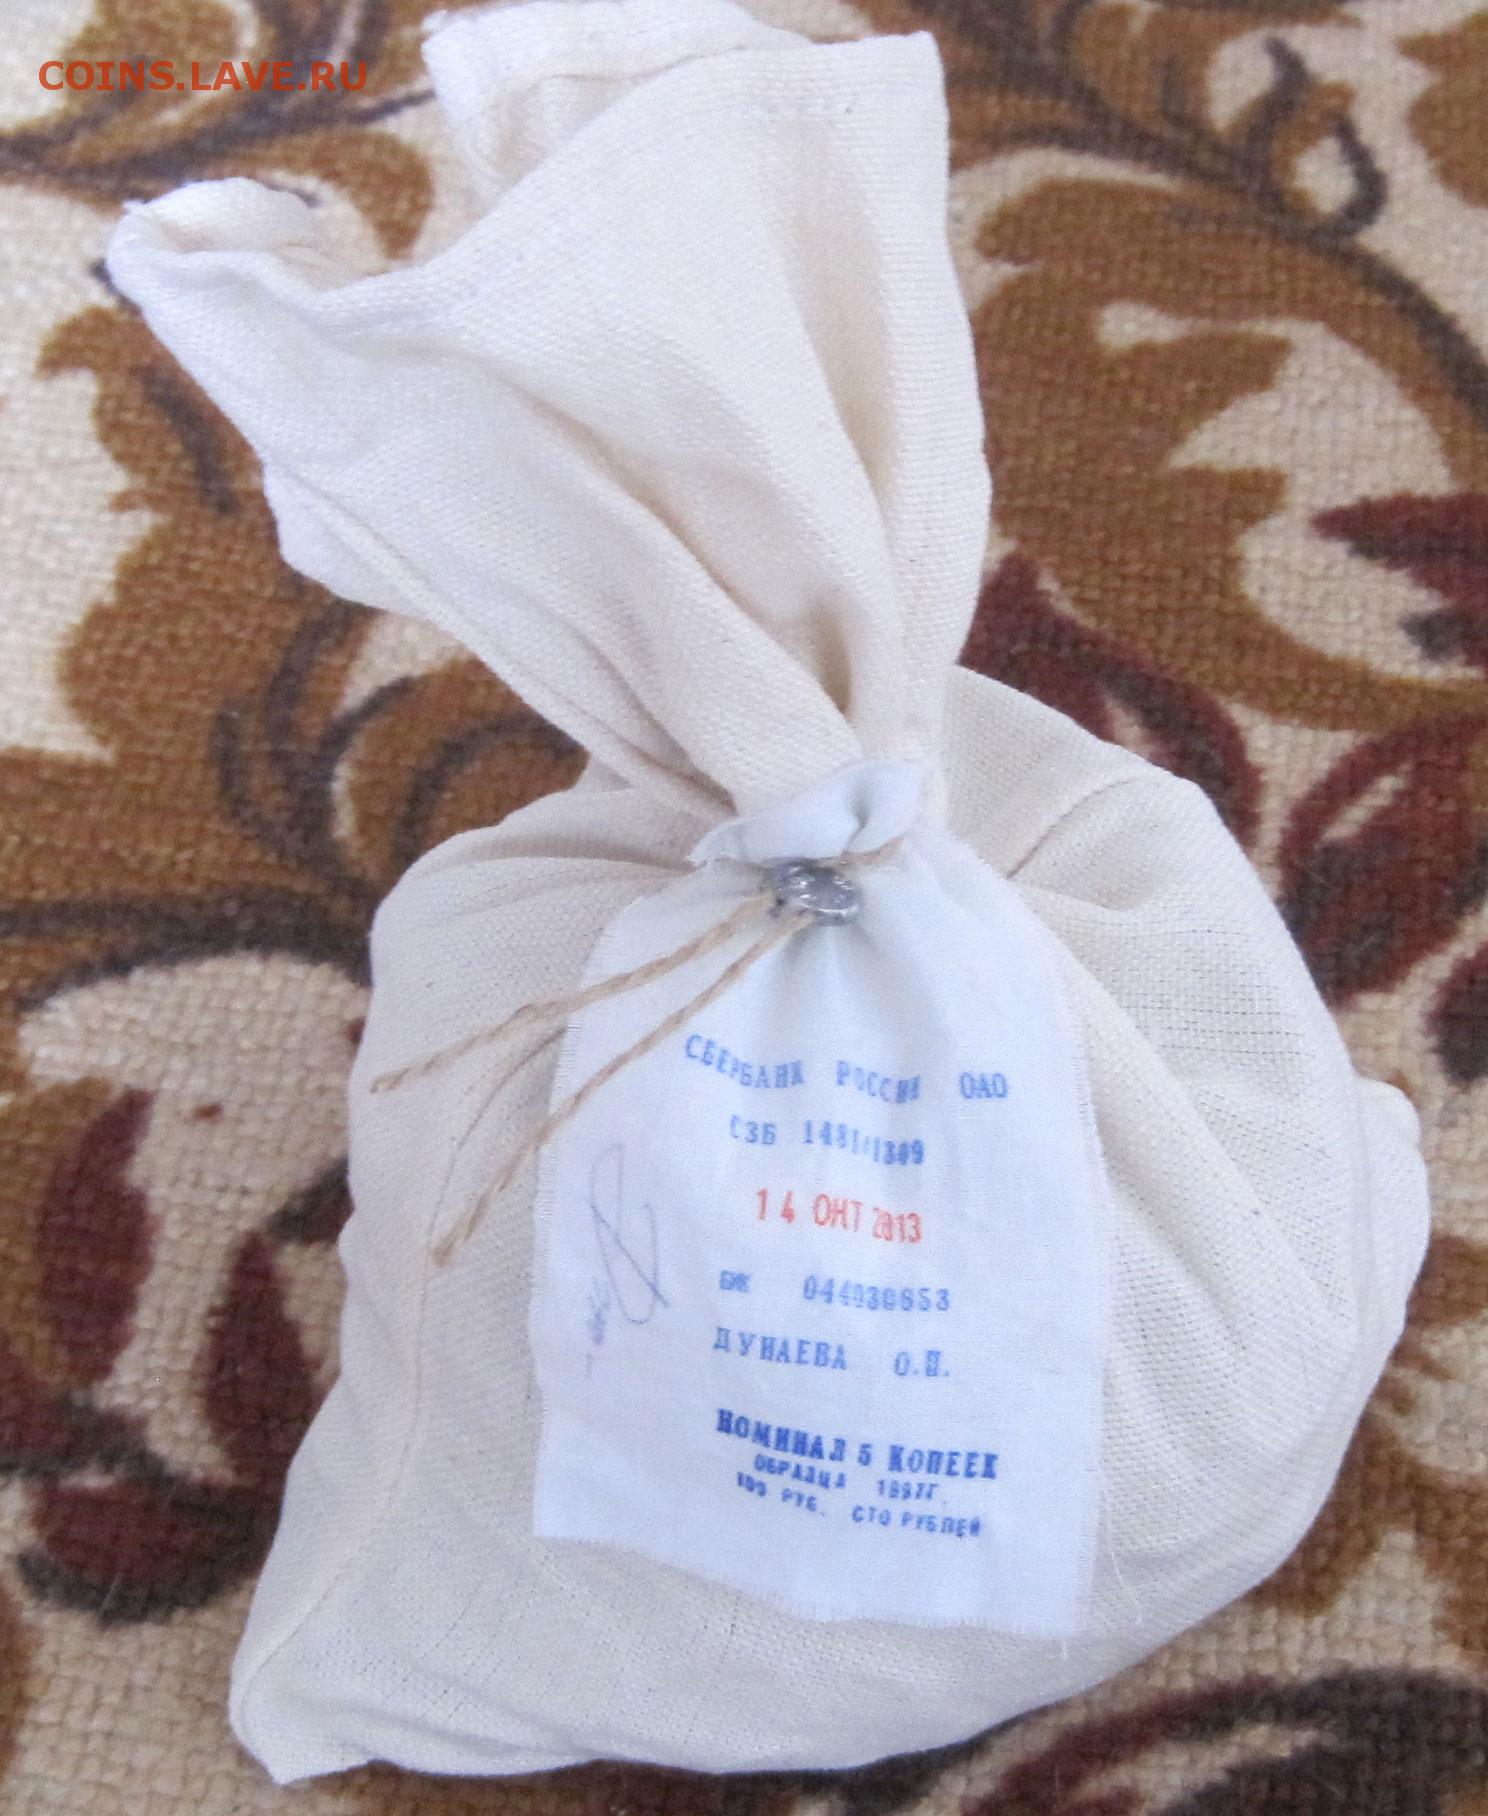 COINS.LAVE.RU
СБЕРБАНК РОССИИ ОАО
СЗБ 1481/1309
14 ОКТ 2013
БИК 044030653
ДУНАЕВА О.Н.
НОМИНАЛ 5 КОПЕЕК
ОБРАЗЦА 1997Г.
100 РУБ. СТО РУБЛЕЙ